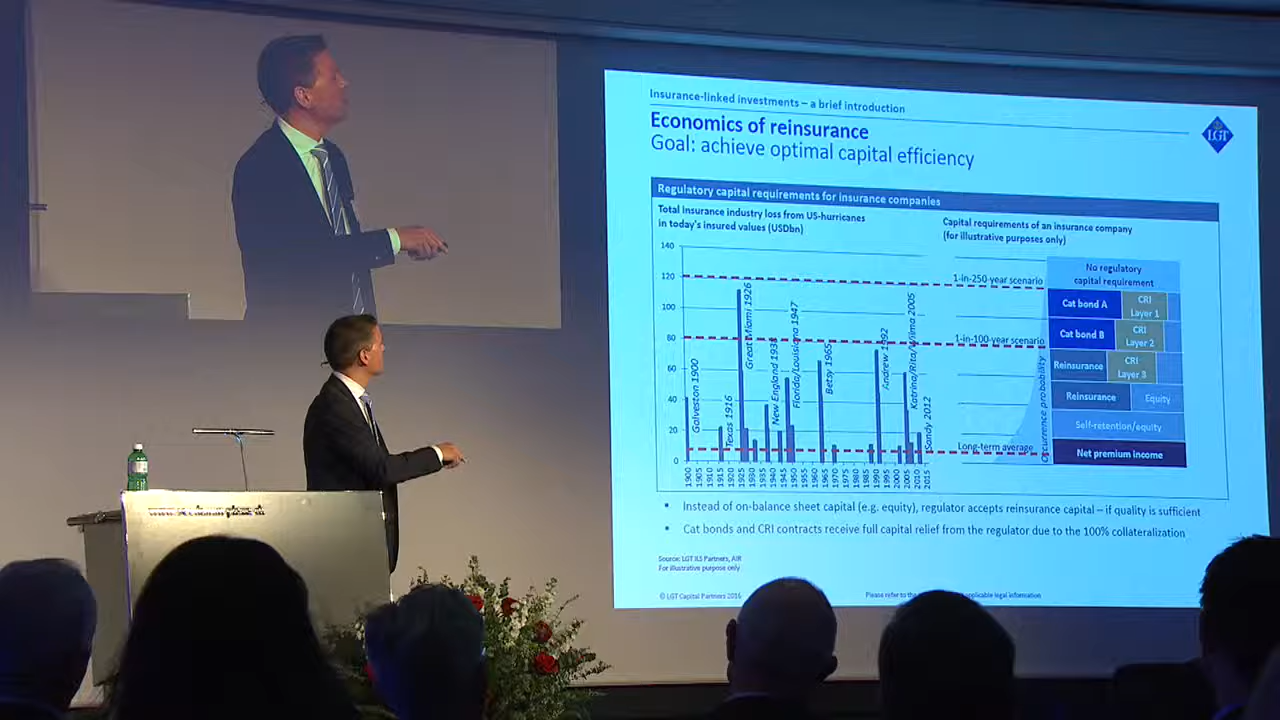 Insurance-linked investments – a brief introduction
LGT
Economics of reinsurance
Goal: achieve optimal capital efficiency
Regulatory capital requirements for insurance companies
Total insurance industry loss from US-hurricanes
in today's insured values (USDbn)
140
120
100
80
60
40
20
0
Galveston 1900
Texas 1916
Great Miami 1926
New England 1938
Florida/Louisiana 1947
Betsy 1965
Andrew 1992
Katrina/Rita/Wilma 2005
Sandy 2012
1900 1905 1910 1915 1920 1925 1930 1935 1940 1945 1950 1955 1960 1965 1970 1975 1980 1985 1990 1995 2000 2005 2010 2015
Capital requirements of an insurance company
(for illustrative purposes only)
1-in-250-year scenario
1-in-100-year scenario
Long-term average
Occurrence probability
No regulatory
capital requirement
Cat bond A
CRI
Layer 1
Cat bond B
CRI
Layer 2
Reinsurance
CRI
Layer 3
Reinsurance
Equity
Self-retention/equity
Net premium income
• Instead of on-balance sheet capital (e.g. equity), regulator accepts reinsurance capital – if quality is sufficient
• Cat bonds and CRI contracts receive full capital relief from the regulator due to the 100% collateralization
Source: LGT ILS Partners, AIR
For illustrative purpose only
© LGT Capital Partners 2016
Please refer to the applicable legal information